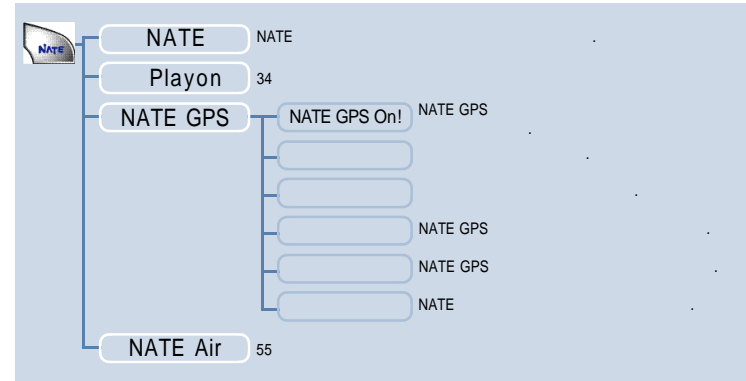 NATE
NATE NATE .
Playon 34
NATE GPS NATE GPS On! NATE GPS
.
.
.
NATE GPS .
NATE GPS .
NATE .
NATE Air 55